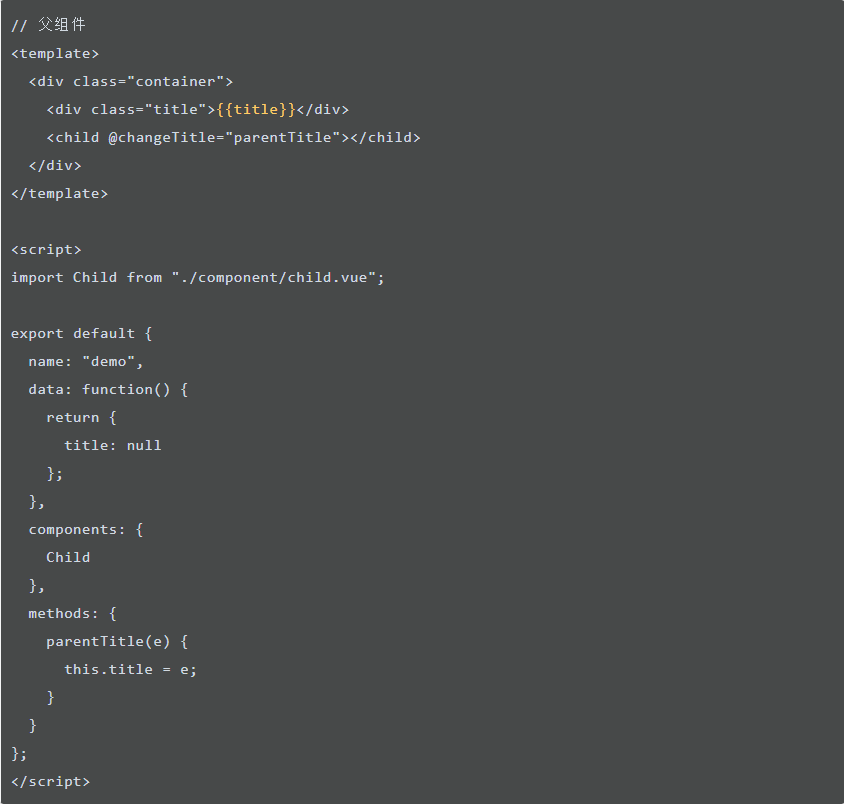 // 父组件
<template>
  <div class="container">
    <div class="title">{{title}}</div>
    <child @changeTitle="parentTitle"></child>
  </div>
</template>

<script>
import Child from "./component/child.vue";

export default {
  name: "demo",
  data: function() {
    return {
      title: null
    };
  },
  components: {
    Child
  },
  methods: {
    parentTitle(e) {
      this.title = e;
    }
  }
};
</script>